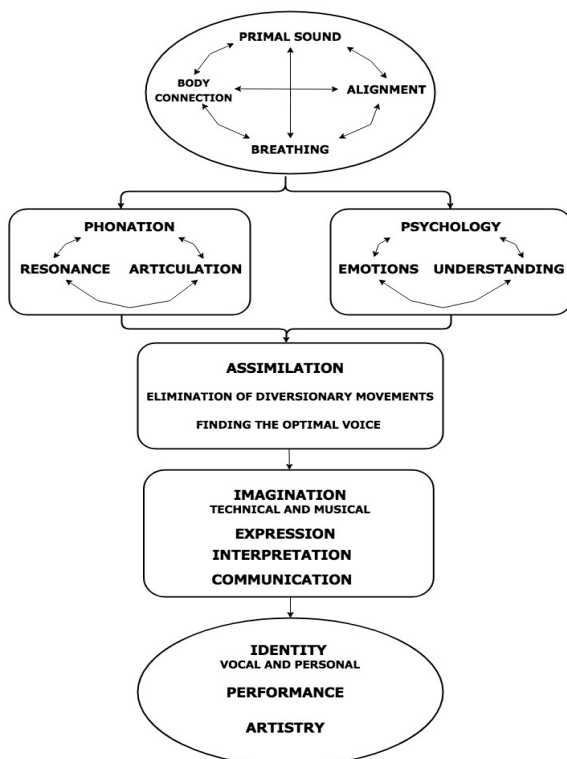 PRIMAL SOUND
BODY
CONNECTION
ALIGNMENT
BREATHING
PHONATION
RESONANCE
ARTICULATION
PSYCHOLOGY
EMOTIONS
UNDERSTANDING
ASSIMILATION
ELIMINATION OF DIVERSIONARY MOVEMENTS
FINDING THE OPTIMAL VOICE
IMAGINATION
TECHNICAL AND MUSICAL
EXPRESSION
INTERPRETATION
COMMUNICATION
IDENTITY
VOCAL AND PERSONAL
PERFORMANCE
ARTISTRY